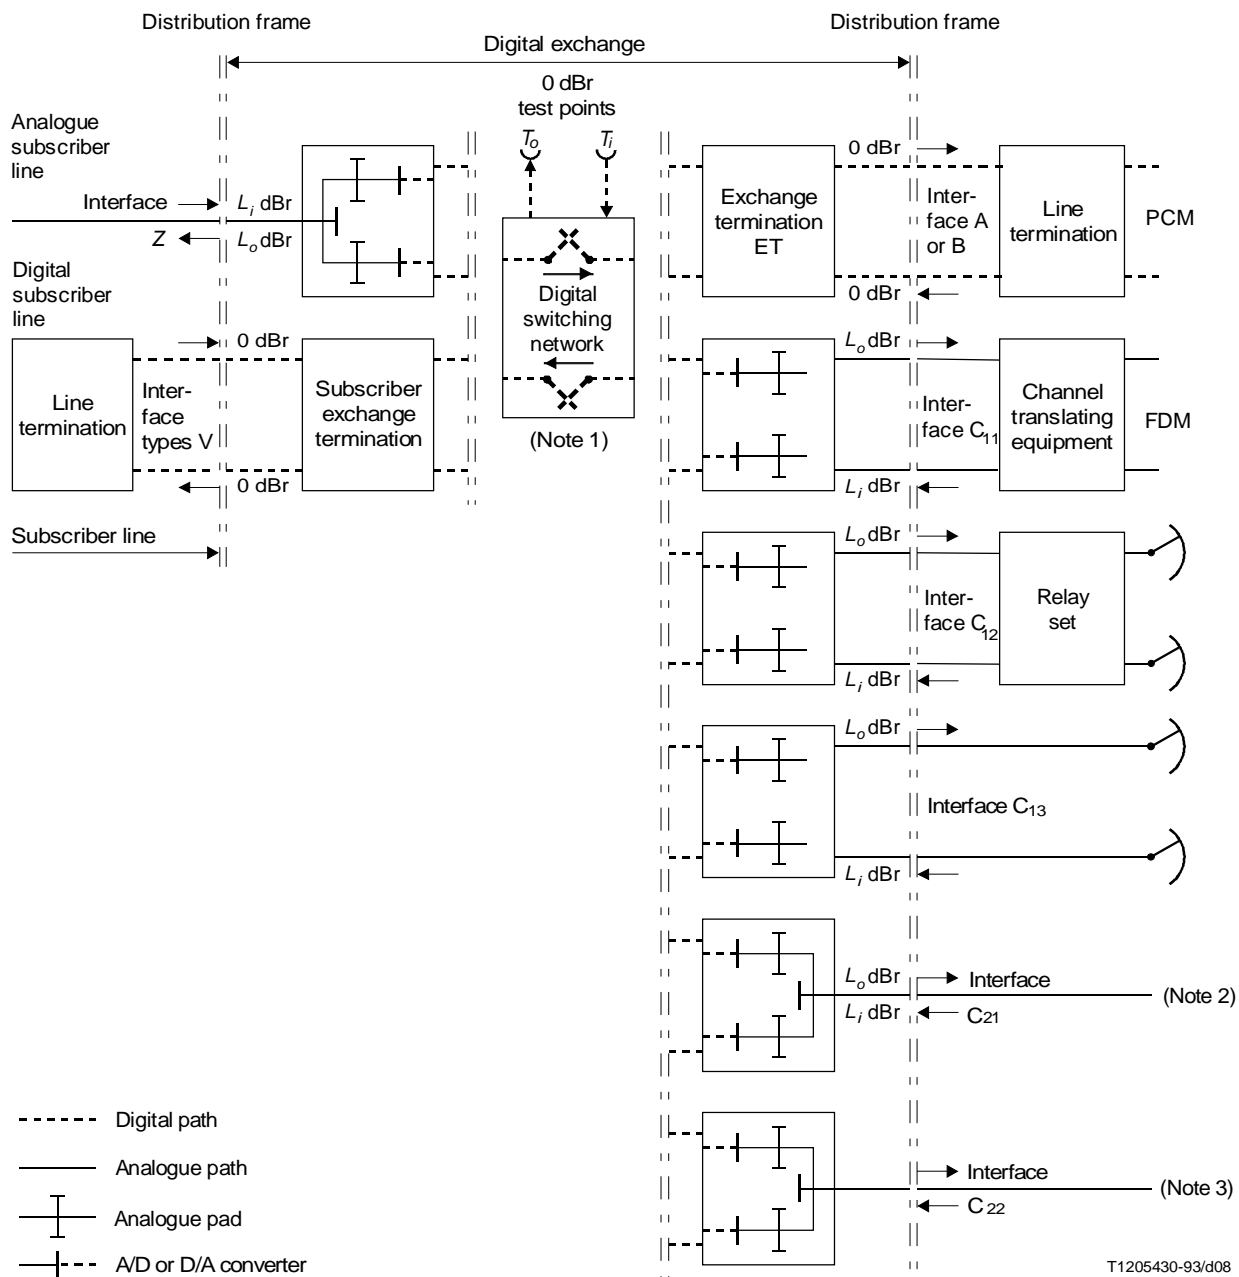 Distribution frame
Distribution frame
Digital exchange
0 dBr
test points
To
Ti
Analogue
subscriber
line
Interface
Z
Li dBr
Lo dBr
Digital
subscriber
line
Line
termination
Inter-
face
types V
0 dBr
0 dBr
Subscriber
exchange
termination
Subscriber line
Digital
switching
network
(Note 1)
Exchange
termination
ET
0 dBr
0 dBr
Inter-
face A
or B
Line
termination
PCM
Lo dBr
Li dBr
Inter-
face C11
Channel
translating
equipment
FDM
Lo dBr
Li dBr
Inter-
face C12
Relay
set
Lo dBr
Li dBr
Interface C13
Lo dBr
Li dBr
Interface
C21
(Note 2)
Interface
C22
(Note 3)
Digital path
Analogue path
Analogue pad
A/D or D/A converter
T1205430-93/d08